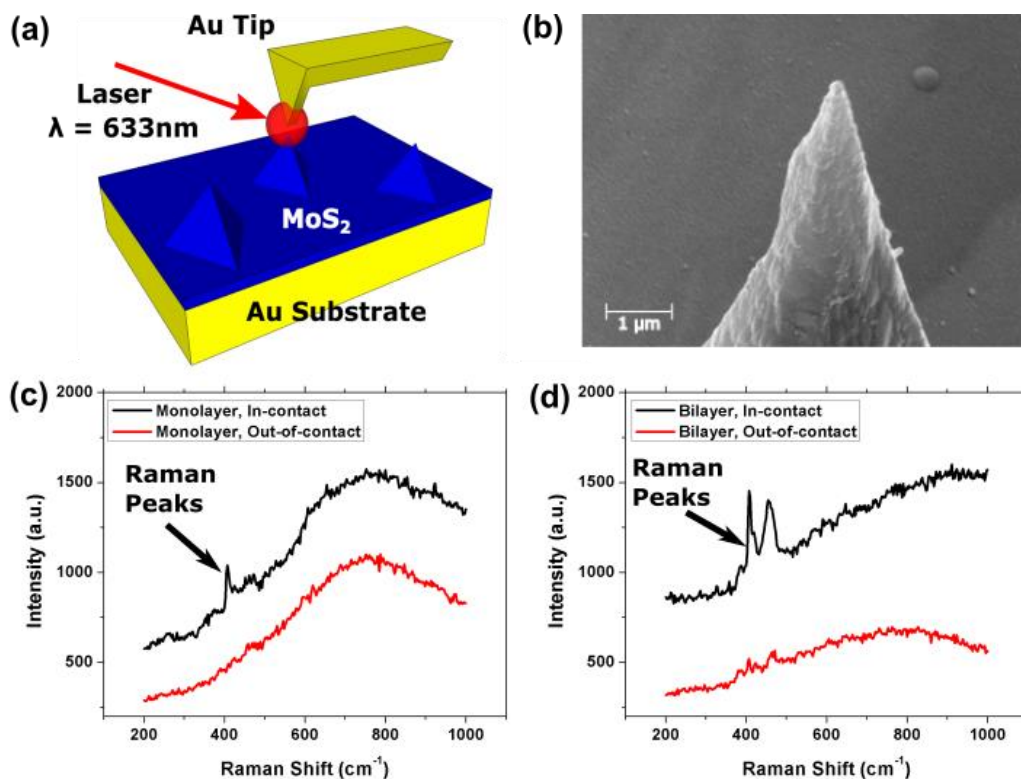 (a)
Au Tip
Laser
λ = 633nm
MoS₂
Au Substrate
(b)
1 µm
(c)
2000
1500
1000
500
Intensity (a.u.)
Monolayer, In-contact
Monolayer, Out-of-contact
Raman
Peaks
200 400 600 800 1000
Raman Shift (cm⁻¹)
(d)
2000
1500
1000
500
Intensity (a.u.)
Bilayer, In-contact
Bilayer, Out-of-contact
Raman
Peaks
200 400 600 800 1000
Raman Shift (cm⁻¹)